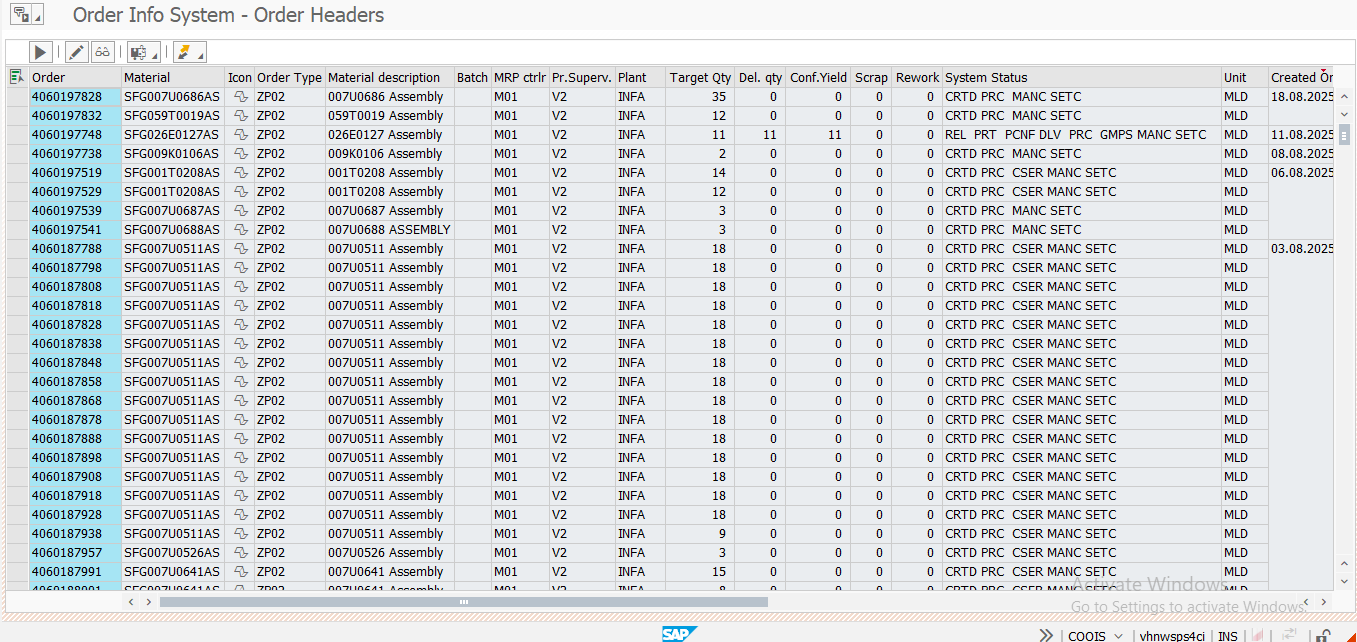 Order Info System - Order Headers
Order Material Icon Order Type Material description Batch MRP ctrlr Pr.Superv. Plant Target Qty Del. qty Conf.Yield Scrap Rework System Status Unit Created On
4060197828 SFG007U0686AS ZP02 007U0686 Assembly M01 V2 INFA 35 0 0 0 0 CRTD PRC MANC SETC MLD 18.08.2025
4060197832 SFG059T0019AS ZP02 059T0019 Assembly M01 V2 INFA 12 0 0 0 0 CRTD PRC MANC SETC MLD
4060197748 SFG026E0127AS ZP02 026E0127 Assembly M01 V2 INFA 11 11 11 0 0 REL PRT PCNF DLV PRC GMPS MANC SETC MLD 11.08.2025
4060197738 SFG009K0106AS ZP02 009K0106 Assembly M01 V2 INFA 2 0 0 0 0 CRTD PRC MANC SETC MLD 08.08.2025
4060197519 SFG001T0208AS ZP02 001T0208 Assembly M01 V2 INFA 14 0 0 0 0 CRTD PRC CSER MANC SETC MLD 06.08.2025
4060197529 SFG001T0208AS ZP02 001T0208 Assembly M01 V2 INFA 12 0 0 0 0 CRTD PRC CSER MANC SETC MLD
4060197539 SFG007U0687AS ZP02 007U0687 Assembly M01 V2 INFA 3 0 0 0 0 CRTD PRC MANC SETC MLD
4060197541 SFG007U0688AS ZP02 007U0688 ASSEMBLY M01 V2 INFA 3 0 0 0 0 CRTD PRC MANC SETC MLD
4060187788 SFG007U0511AS ZP02 007U0511 Assembly M01 V2 INFA 18 0 0 0 0 CRTD PRC CSER MANC SETC MLD 03.08.2025
4060187798 SFG007U0511AS ZP02 007U0511 Assembly M01 V2 INFA 18 0 0 0 0 CRTD PRC CSER MANC SETC MLD
4060187808 SFG007U0511AS ZP02 007U0511 Assembly M01 V2 INFA 18 0 0 0 0 CRTD PRC CSER MANC SETC MLD
4060187818 SFG007U0511AS ZP02 007U0511 Assembly M01 V2 INFA 18 0 0 0 0 CRTD PRC CSER MANC SETC MLD
4060187828 SFG007U0511AS ZP02 007U0511 Assembly M01 V2 INFA 18 0 0 0 0 CRTD PRC CSER MANC SETC MLD
4060187838 SFG007U0511AS ZP02 007U0511 Assembly M01 V2 INFA 18 0 0 0 0 CRTD PRC CSER MANC SETC MLD
4060187848 SFG007U0511AS ZP02 007U0511 Assembly M01 V2 INFA 18 0 0 0 0 CRTD PRC CSER MANC SETC MLD
4060187858 SFG007U0511AS ZP02 007U0511 Assembly M01 V2 INFA 18 0 0 0 0 CRTD PRC CSER MANC SETC MLD
4060187868 SFG007U0511AS ZP02 007U0511 Assembly M01 V2 INFA 18 0 0 0 0 CRTD PRC CSER MANC SETC MLD
4060187878 SFG007U0511AS ZP02 007U0511 Assembly M01 V2 INFA 18 0 0 0 0 CRTD PRC CSER MANC SETC MLD
4060187888 SFG007U0511AS ZP02 007U0511 Assembly M01 V2 INFA 18 0 0 0 0 CRTD PRC CSER MANC SETC MLD
4060187898 SFG007U0511AS ZP02 007U0511 Assembly M01 V2 INFA 18 0 0 0 0 CRTD PRC CSER MANC SETC MLD
4060187908 SFG007U0511AS ZP02 007U0511 Assembly M01 V2 INFA 18 0 0 0 0 CRTD PRC CSER MANC SETC MLD
4060187918 SFG007U0511AS ZP02 007U0511 Assembly M01 V2 INFA 18 0 0 0 0 CRTD PRC CSER MANC SETC MLD
4060187928 SFG007U0511AS ZP02 007U0511 Assembly M01 V2 INFA 18 0 0 0 0 CRTD PRC CSER MANC SETC MLD
4060187938 SFG007U0511AS ZP02 007U0511 Assembly M01 V2 INFA 9 0 0 0 0 CRTD PRC CSER MANC SETC MLD
4060187957 SFG007U0526AS ZP02 007U0526 Assembly M01 V2 INFA 3 0 0 0 0 CRTD PRC CSER MANC SETC MLD
4060187991 SFG007U0641AS ZP02 007U0641 Assembly M01 V2 INFA 15 0 0 0 0 CRTD PRC CSER MANC SETC MLD
Activate Windows
Go to Settings to activate Windows.
SAP COOIS vhnwsps4ci INS